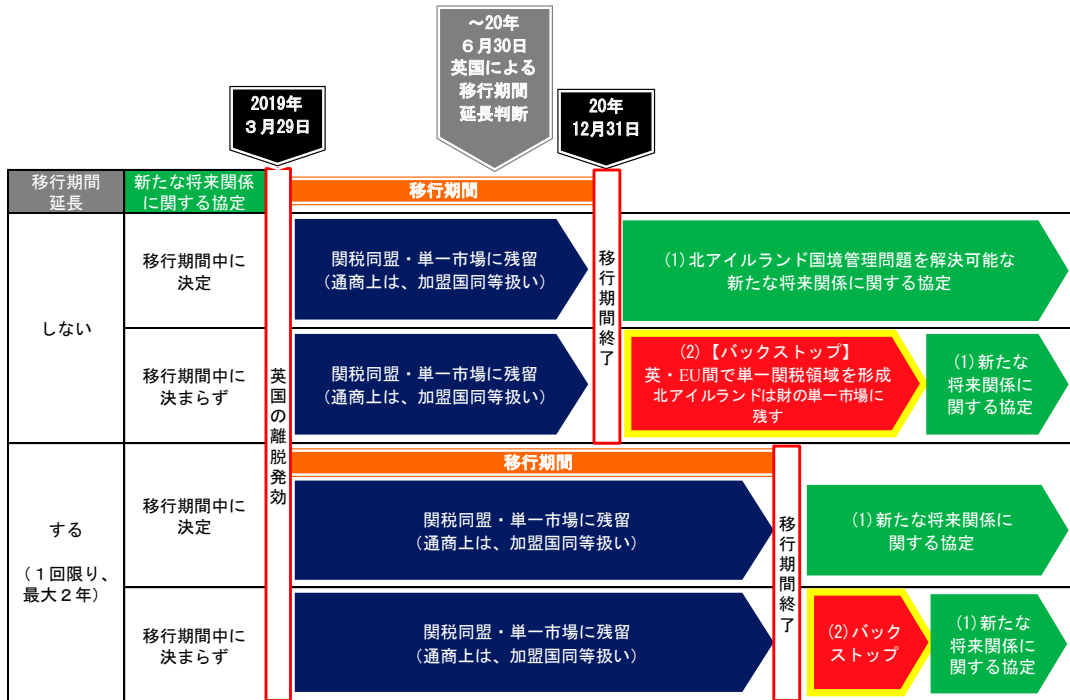 ～20年
６月30日
英国による
移行期間
延長判断
2019年
３月29日
20年
12月31日
移行期間
延長
新たな将来関係
に関する協定
移行期間
しない
移行期間中に
決定
関税同盟・単一市場に残留
（通商上は、加盟国同等扱い）
(1)北アイルランド国境管理問題を解決可能な
新たな将来関係に関する協定
移行期間中に
決まらず
関税同盟・単一市場に残留
（通商上は、加盟国同等扱い）
(2)【バックストップ】
英・EU間で単一関税領域を形成
北アイルランドは財の単一市場に
残す
(1)新たな
将来関係に
関する協定
移行期間終了
英国の離脱発効
移行期間
する
（１回限り、
最大２年）
移行期間中に
決定
関税同盟・単一市場に残留
（通商上は、加盟国同等扱い）
(1)新たな将来関係に
関する協定
移行期間終了
移行期間中に
決まらず
関税同盟・単一市場に残留
（通商上は、加盟国同等扱い）
(2)バック
ストップ
(1)新たな
将来関係に
関する協定